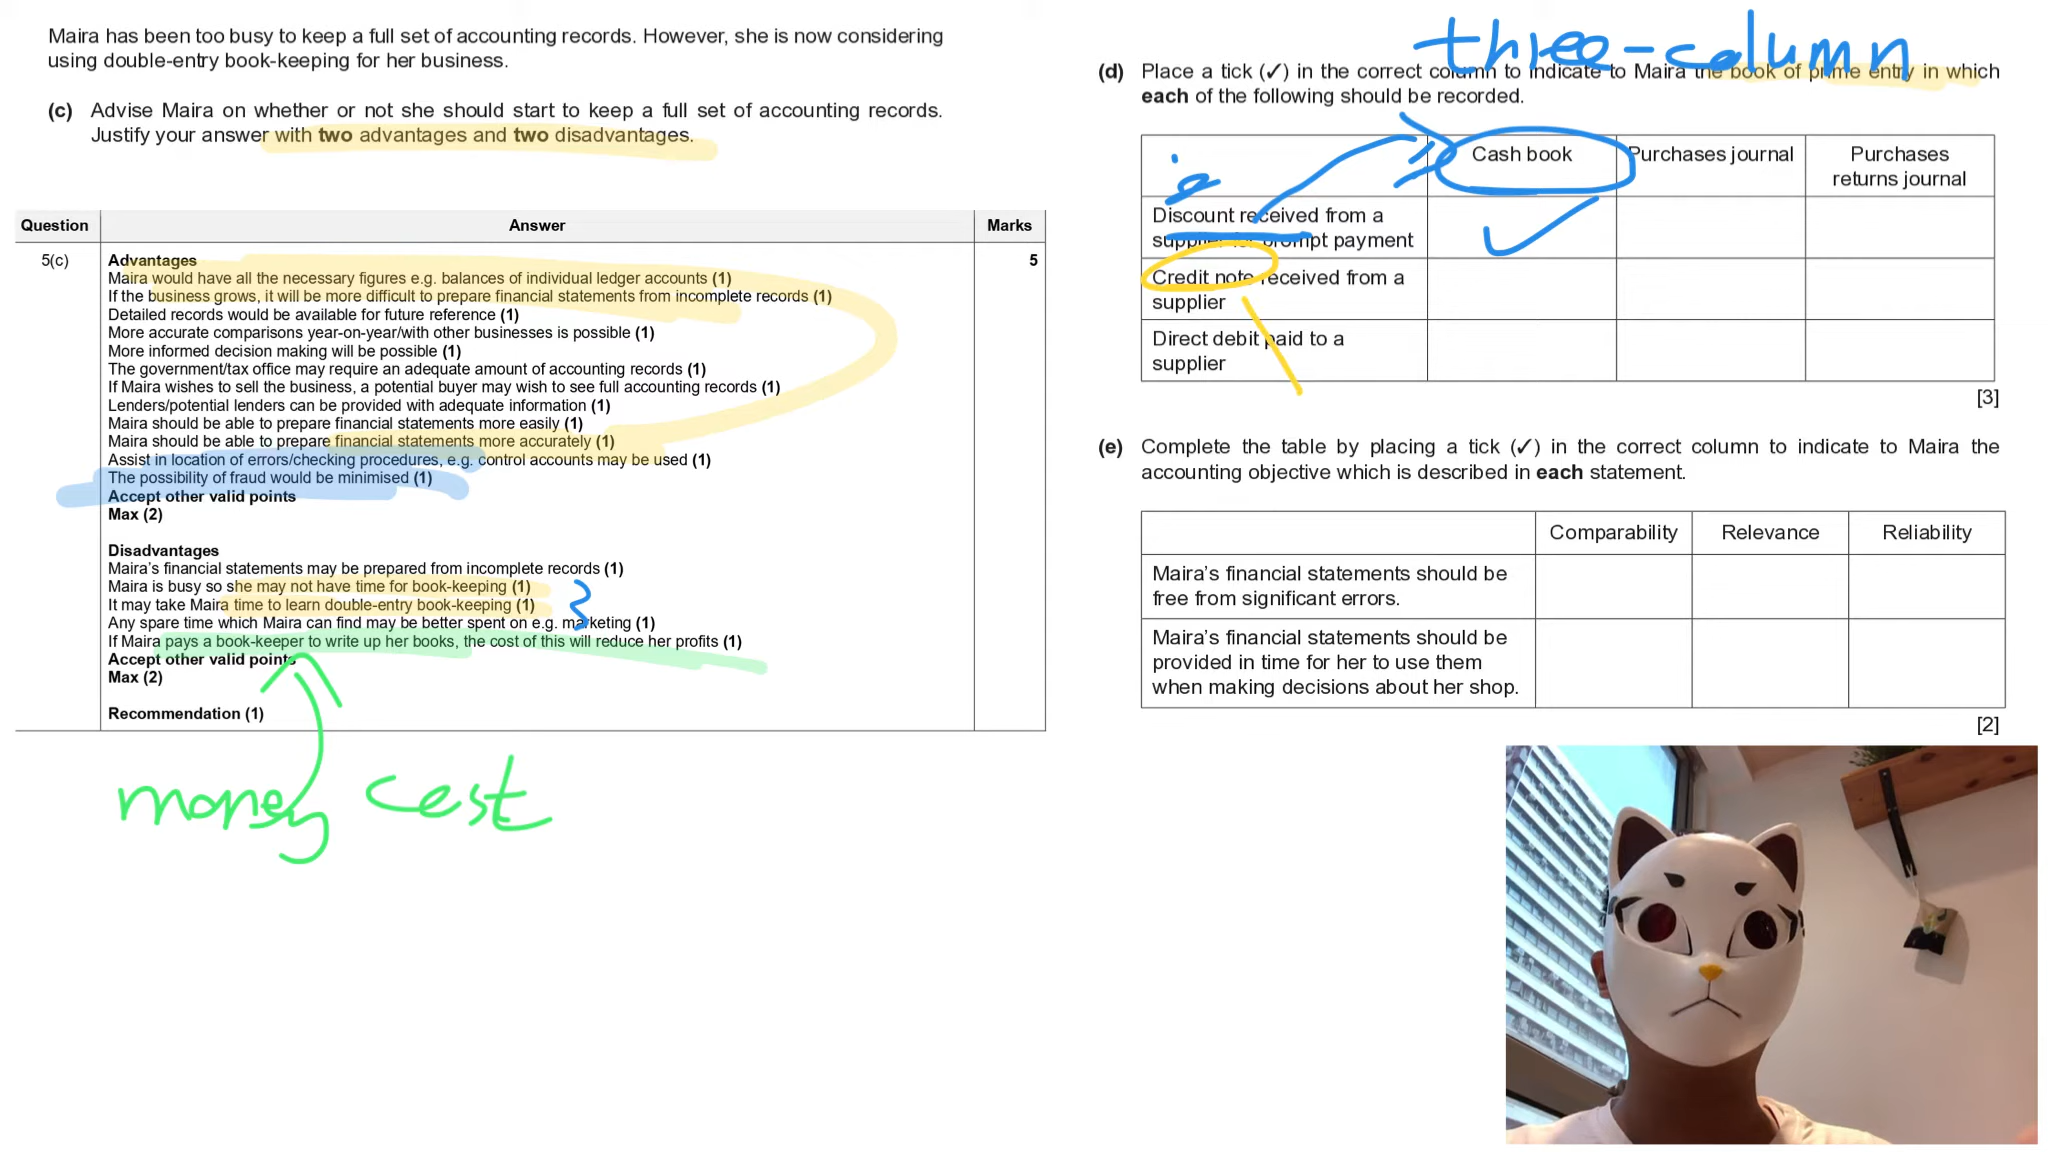 Maira has been too busy to keep a full set of accounting records. However, she is now considering
using double-entry book-keeping for her business.
(c) Advise Maira on whether or not she should start to keep a full set of accounting records.
Justify your answer with two advantages and two disadvantages.
Question Answer Marks
5(c) Advantages 5
Maira would have all the necessary figures e.g. balances of individual ledger accounts (1)
If the business grows, it will be more difficult to prepare financial statements from incomplete records (1)
Detailed records would be available for future reference (1)
More accurate comparisons year-on-year/with other businesses is possible (1)
More informed decision making will be possible (1)
The government/tax office may require an adequate amount of accounting records (1)
If Maira wishes to sell the business, a potential buyer may wish to see full accounting records (1)
Lenders/potential lenders can be provided with adequate information (1)
Maira should be able to prepare financial statements more easily (1)
Maira should be able to prepare financial statements more accurately (1)
Assist in location of errors/checking procedures, e.g. control accounts may be used (1)
The possibility of fraud would be minimised (1)
Accept other valid points
Max (2)
Disadvantages
Maira's financial statements may be prepared from incomplete records (1)
Maira is busy so she may not have time for book-keeping (1)
It may take Maira time to learn double-entry book-keeping (1)
Any spare time which Maira can find may be better spent on e.g. marketing (1)
If Maira pays a book-keeper to write up her books, the cost of this will reduce her profits (1)
Accept other valid points
Max (2)
Recommendation (1)
money cost
three-column
(d) Place a tick (✓) in the correct column to indicate to Maira the book of prime entry in which
each of the following should be recorded.
Cash book Purchases journal Purchases
returns journal
Discount received from a
supplier for prompt payment ✓
Credit note received from a
supplier
Direct debit paid to a
supplier
[3]
(e) Complete the table by placing a tick (✓) in the correct column to indicate to Maira the
accounting objective which is described in each statement.
Comparability Relevance Reliability
Maira's financial statements should be
free from significant errors.
Maira's financial statements should be
provided in time for her to use them
when making decisions about her shop.
[2]